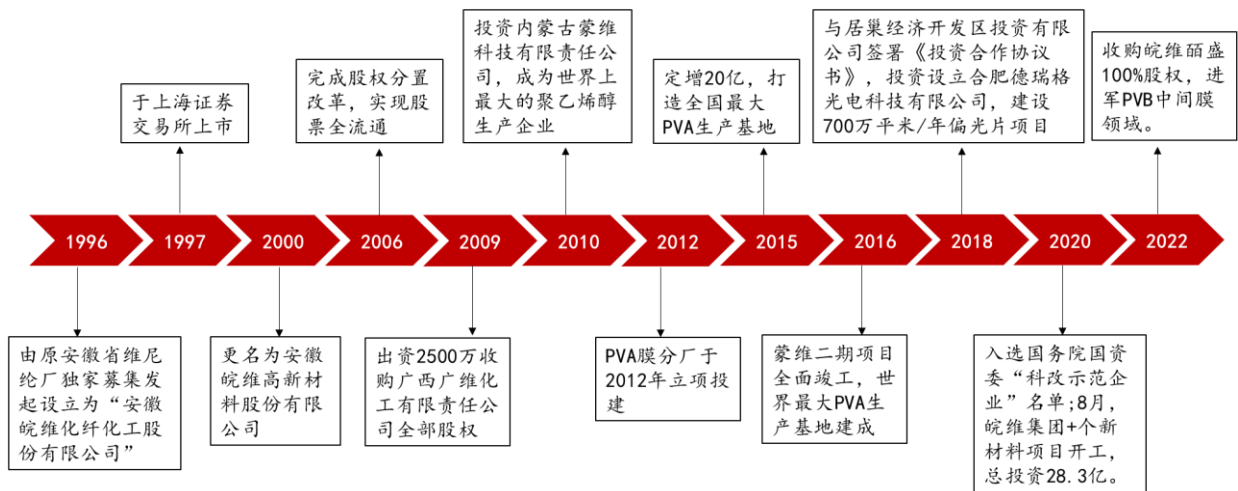 于上海证券
交易所上市
完成股权分置
改革，实现股
票全流通
投资内蒙古蒙维
科技有限责任公
司，成为世界上
最大的聚乙烯醇
生产企业
定增20亿，打
造全国最大
PVA生产基地
与居巢经济开发区投资有限
公司签署《投资合作协议
书》，投资设立合肥德瑞格
光电科技有限公司，建设
700万平米/年偏光片项目
收购皖维皕盛
100%股权，进
军PVB中间膜
领域。
1996
1997
2000
2006
2009
2010
2012
2015
2016
2018
2020
2022
由原安徽省维尼
纶厂独家募集发
起设立为“安徽
皖维化纤化工股
份有限公司”
更名为安徽
皖维高新材
料股份有限
公司
出资2500万收
购广西广维化
工有限责任公
司全部股权
PVA膜分厂于
2012年立项投
建
蒙维二期项目
全面竣工，世
界最大PVA生
产基地建成
入选国务院国资
委“科改示范企
业”名单;8月，
皖维集团+个新
材料项目开工，
总投资28.3亿。